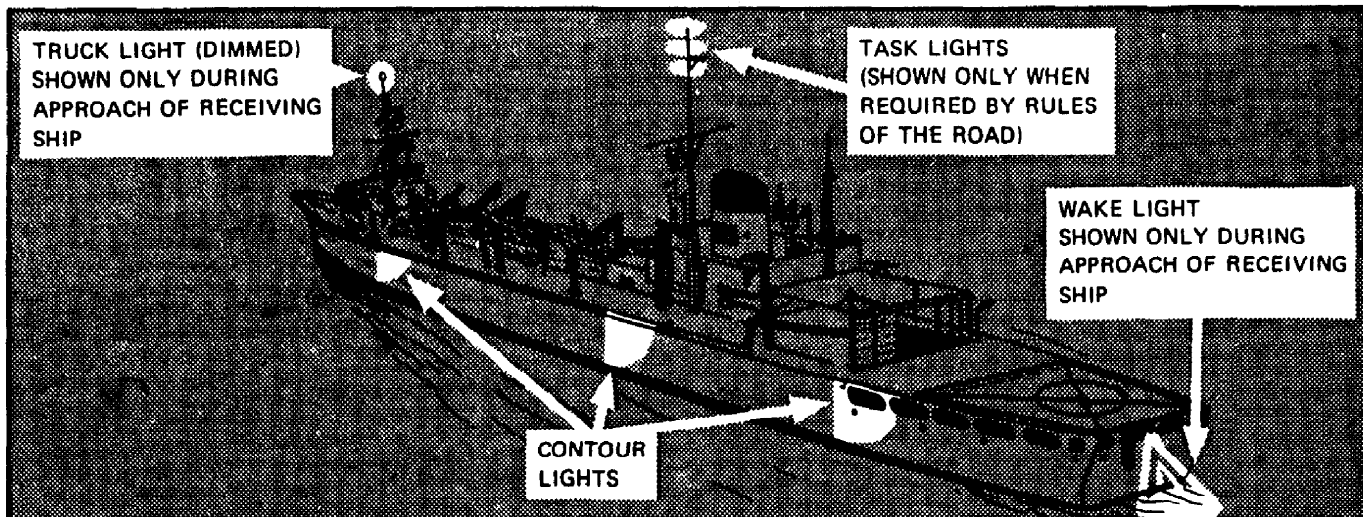 TRUCK LIGHT (DIMMED)
SHOWN ONLY DURING
APPROACH OF RECEIVING
SHIP
TASK LIGHTS
(SHOWN ONLY WHEN
REQUIRED BY RULES
OF THE ROAD)
WAKE LIGHT
SHOWN ONLY DURING
APPROACH OF RECEIVING
SHIP
CONTOUR
LIGHTS